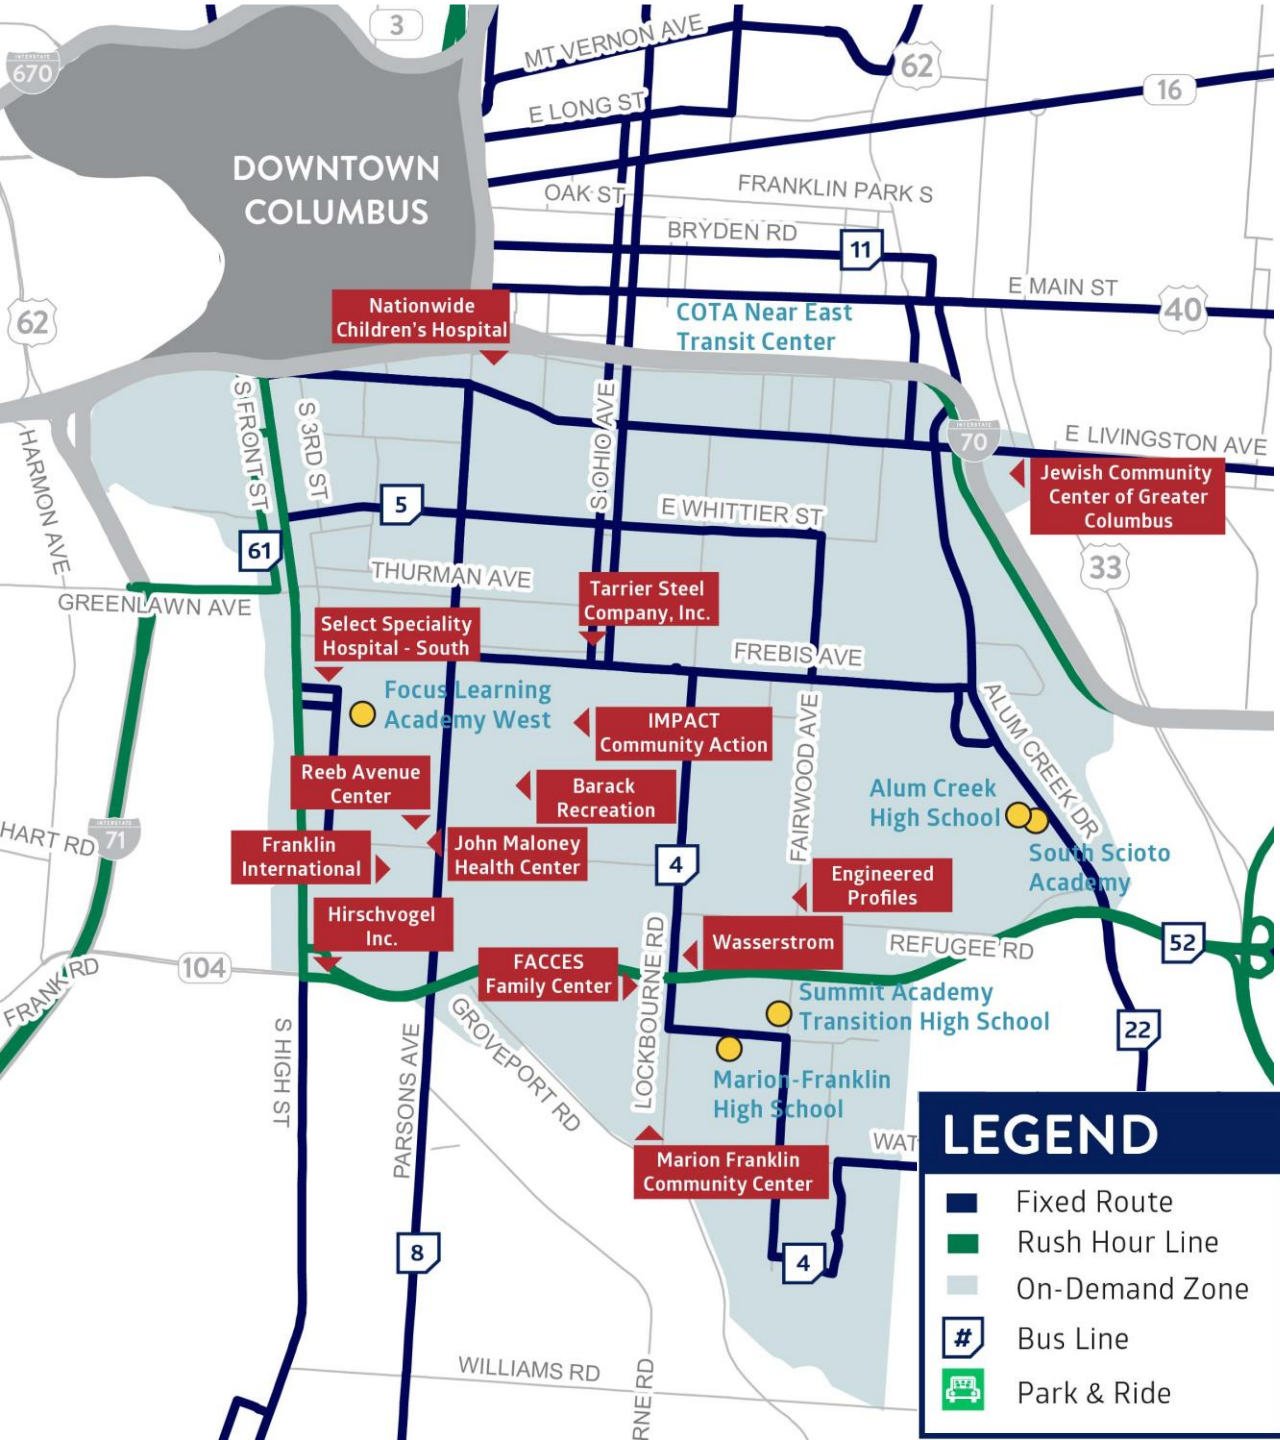 3
INTERSTATE
670
MT VERNON AVE
62
16
E LONG ST
DOWNTOWN
COLUMBUS
OAK ST
FRANKLIN PARK S
BRYDEN RD
11
E MAIN ST
40
62
Nationwide
Children's Hospital
COTA Near East
Transit Center
S FRONT ST
S 3RD ST
S OHIO AVE
HARMON AVE
INTERSTATE
70
E LIVINGSTON AVE
Jewish Community
Center of Greater
Columbus
5
E WHITTIER ST
61
33
THURMAN AVE
GREENLAWN AVE
Tarrier Steel
Company, Inc.
Select Speciality
Hospital - South
FREBIS AVE
Focus Learning
Academy West
IMPACT
Community Action
FAIRWOOD AVE
ALUM CREEK DR
Reeb Avenue
Center
Barack
Recreation
Alum Creek
High School
HART RD
INTERSTATE
71
Franklin
International
John Maloney
Health Center
4
South Scioto
Academy
Engineered
Profiles
Hirschvogel
Inc.
Wasserstrom
REFUGEE RD
52
104
FRANK RD
FACCES
Family Center
LOCKBOURNE RD
Summit Academy
Transition High School
GROVEPORT RD
S HIGH ST
PARSONS AVE
22
Marion-Franklin
High School
WAT
Marion Franklin
Community Center
8
4
WILLIAMS RD
RNE RD
LEGEND
Fixed Route
Rush Hour Line
On-Demand Zone
# Bus Line
Park & Ride